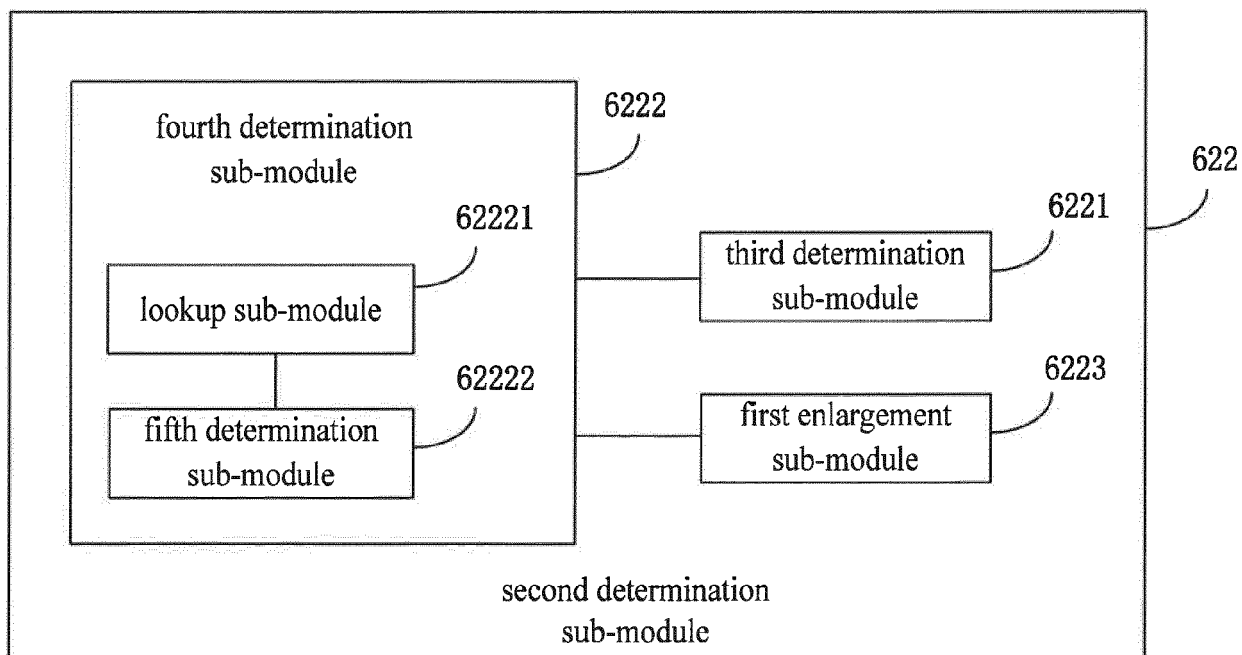 fourth determination
sub-module
6222
622
62221
6221
lookup sub-module
third determination
sub-module
62222
6223
fifth determination
sub-module
first enlargement
sub-module
second determination
sub-module